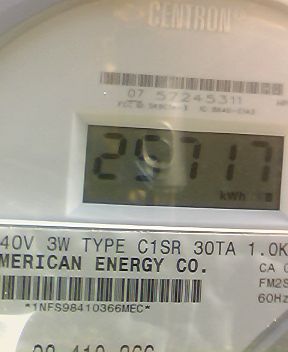 CENTRON
07 57245311
29717
kWh
40V 3W TYPE C1SR 30TA 1.0K
MERICAN ENERGY CO.
CA
FM2S
60Hz
*1NFS98410366MEC*